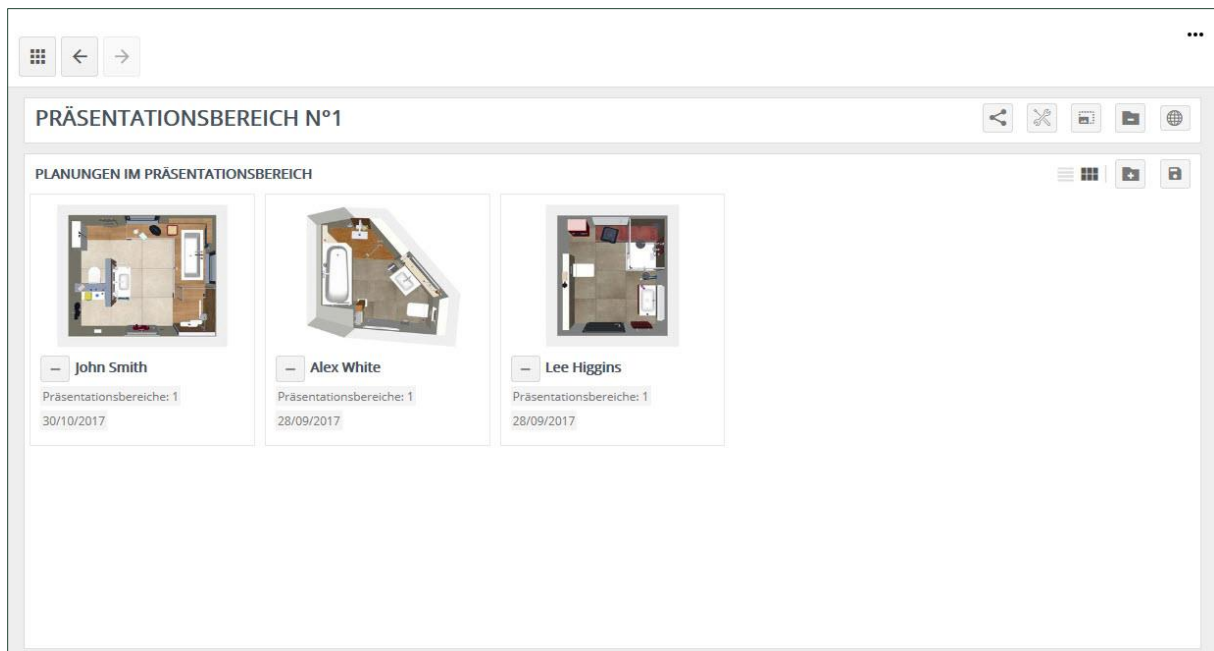 PRÄSENTATIONSBEREICH N°1
PLANUNGEN IM PRÄSENTATIONSBEREICH
John Smith
Präsentationsbereiche: 1
30/10/2017
Alex White
Präsentationsbereiche: 1
28/09/2017
Lee Higgins
Präsentationsbereiche: 1
28/09/2017